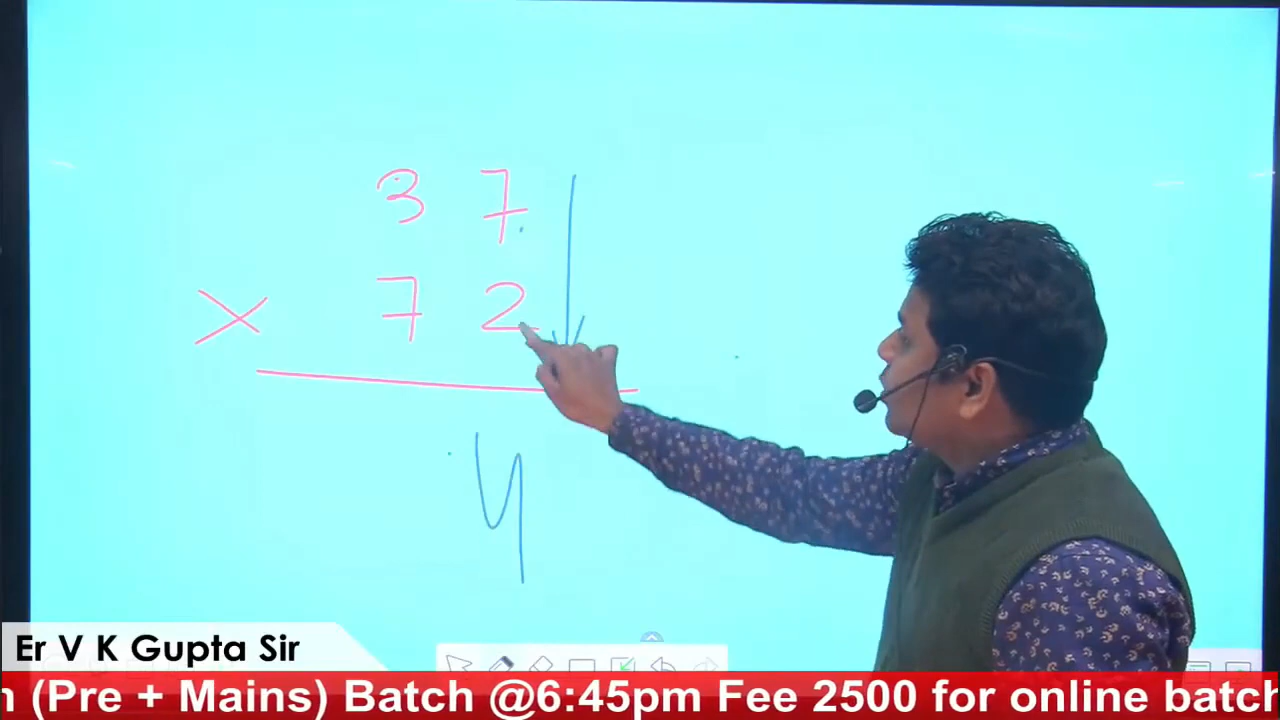 3 7
× 7 2
4
Er V K Gupta Sir
n (Pre + Mains) Batch @6:45pm Fee 2500 for online batch